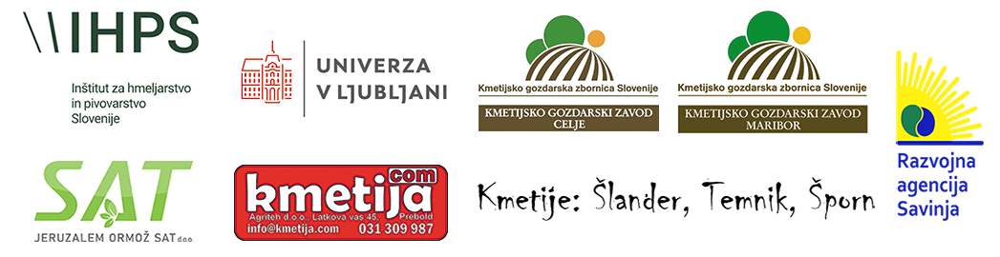 IHPS
Inštitut za hmeljarstvo
in pivovarstvo
Slovenije
UNIVERZA
V LJUBLJANI
Kmetijsko gozdarska zbornica Slovenije
KMETIJSKO GOZDARSKI ZAVOD
CELJE
Kmetijsko gozdarska zbornica Slovenije
KMETIJSKO GOZDARSKI ZAVOD
MARIBOR
Razvojna
agencija
Savinja
SAT
JERUZALEM ORMOŽ SAT d.o.o.
kmetija.com
Agriteh d.o.o., Latkova vas 45, Prebold
info@kmetija.com 031 309 987
Kmetije: Šlander, Temnik, Šporn